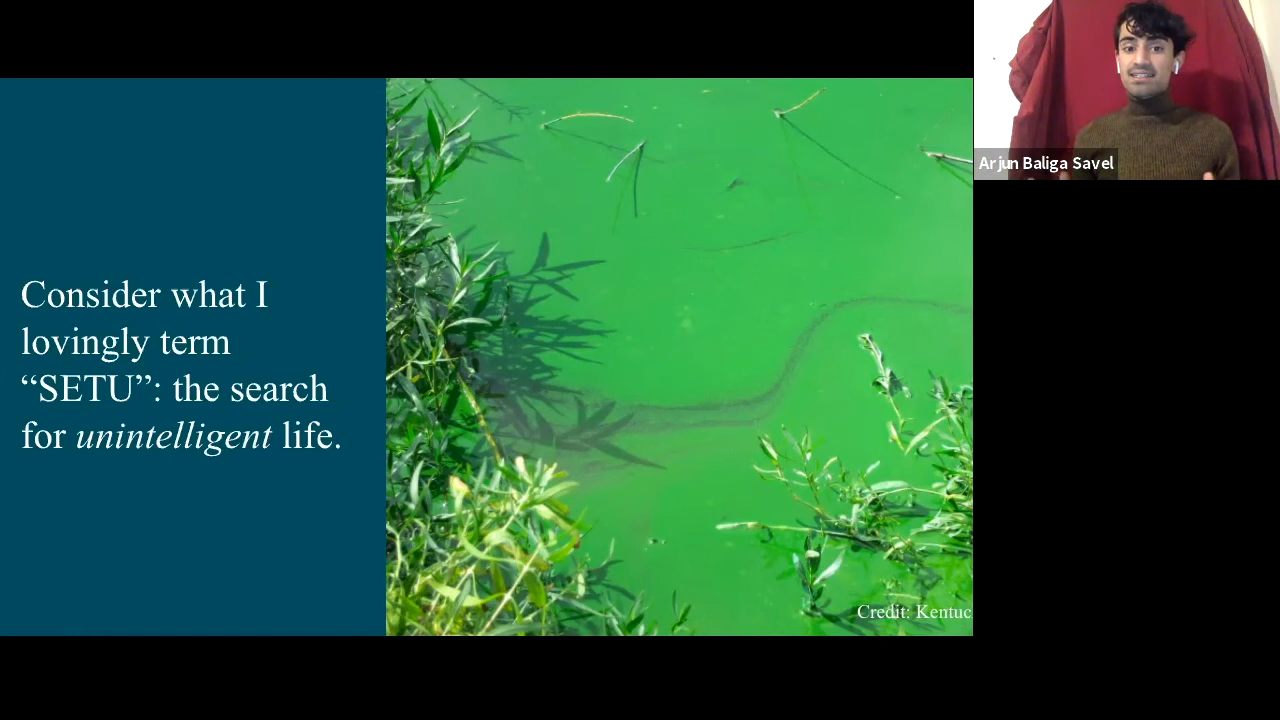 Consider what I
lovingly term
“SETU”: the search
for unintelligent life.
Credit: Kentuc
Arjun Baliga Savel